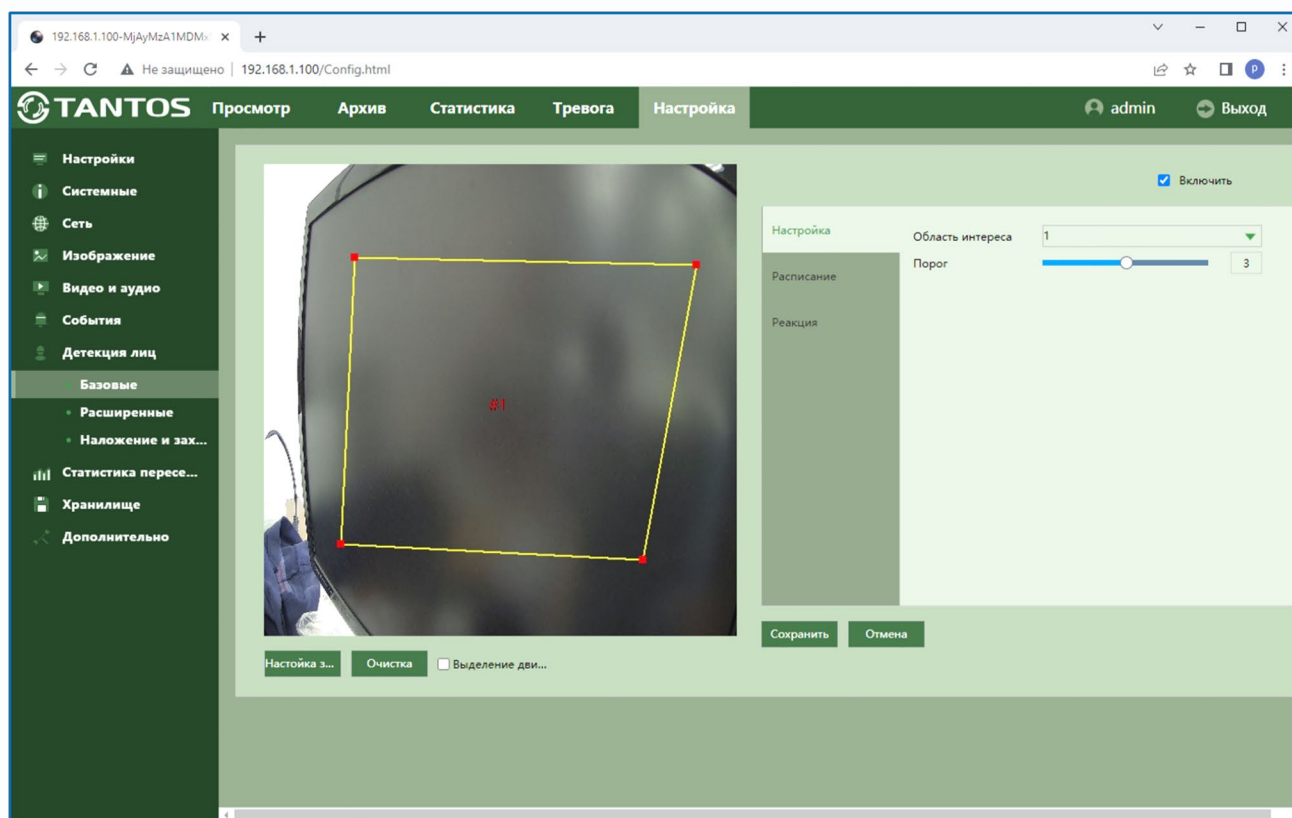 192.168.1.100-MjAyMzA1MDMx
Не защищено | 192.168.1.100/Config.html
P
TANTOS Просмотр Архив Статистика Тревога Настройка admin Выход
Настройки
Системные
Сеть
Изображение
Видео и аудио
События
Детекция лиц
Базовые
Расширенные
Наложение и зах...
Статистика пересе...
Хранилище
Дополнительно
#1
Настойка з... Очистка Выделение дви...
Включить
Настройка
Расписание
Реакция
Область интереса 1
Порог 3
Сохранить Отмена